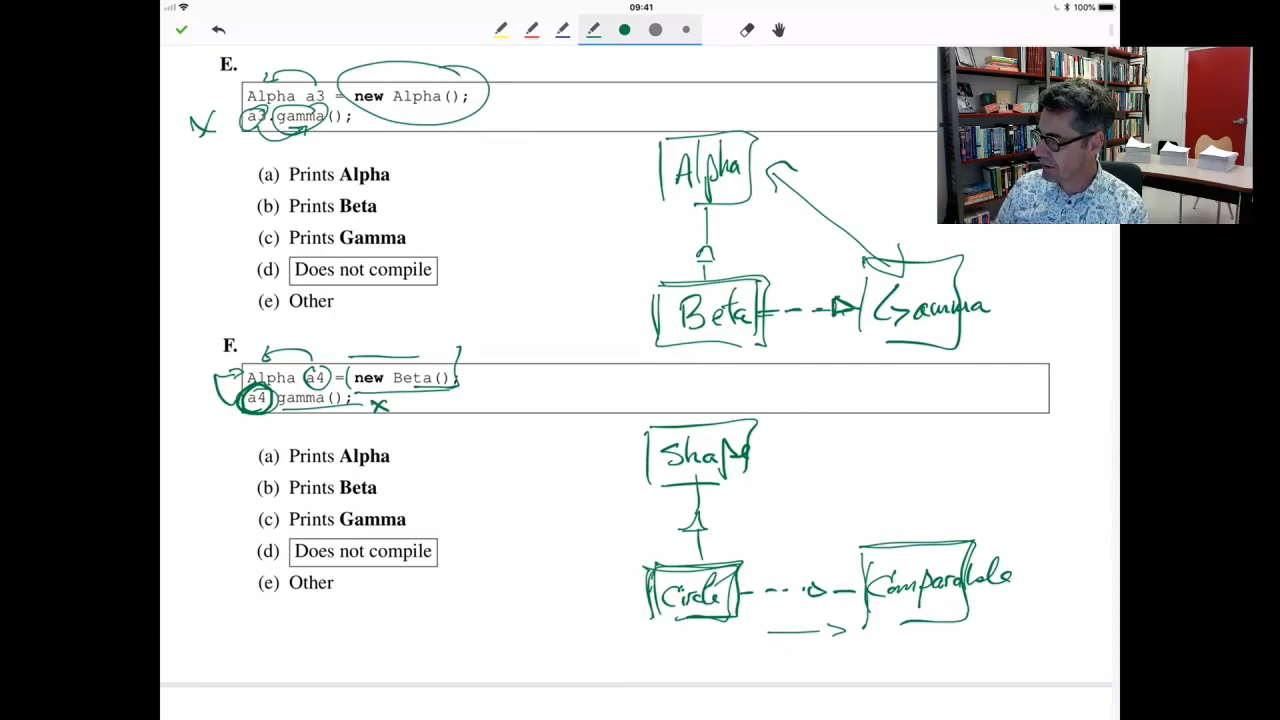 09:41
100%
E.
Alpha a3 = new Alpha();
a3.gamma();
(a) Prints Alpha
(b) Prints Beta
(c) Prints Gamma
(d) Does not compile
(e) Other
Alpha
Beta
Gamma
F.
Alpha a4 = new Beta();
a4.gamma();
x
(a) Prints Alpha
(b) Prints Beta
(c) Prints Gamma
(d) Does not compile
(e) Other
Shape
Circle
Comparable